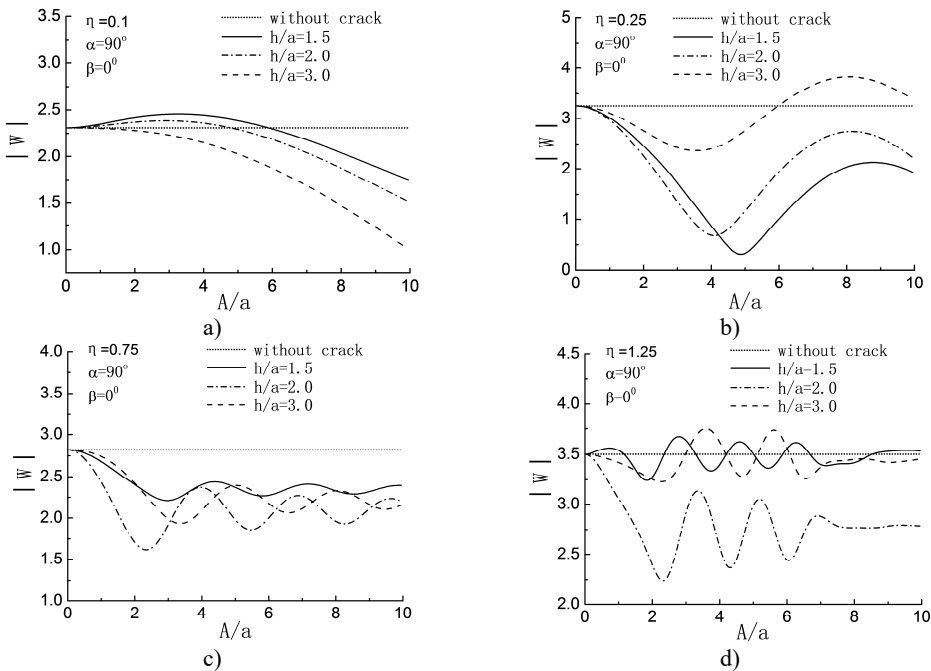 η=0.1
α=90°
β=0⁰
without crack
h/a=1.5
h/a=2.0
h/a=3.0
3.5
3.0
2.5
2.0
1.5
1.0
|W|
0 2 4 6 8 10
A/a
a)
η=0.25
α=90°
β=0⁰
without crack
h/a=1.5
h/a=2.0
h/a=3.0
5
4
3
2
1
0
|W|
0 2 4 6 8 10
A/a
b)
η=0.75
α=90°
β=0⁰
without crack
h/a=1.5
h/a=2.0
h/a=3.0
4.0
3.5
3.0
2.5
2.0
1.5
1.0
|W|
0 2 4 6 8 10
A/a
c)
η=1.25
α=90°
β-0⁰
without crack
h/a-1.5
h/a=2.0
h/a=3.0
4.5
4.0
3.5
3.0
2.5
2.0
|W|
0 2 4 6 8 10
A/a
d)